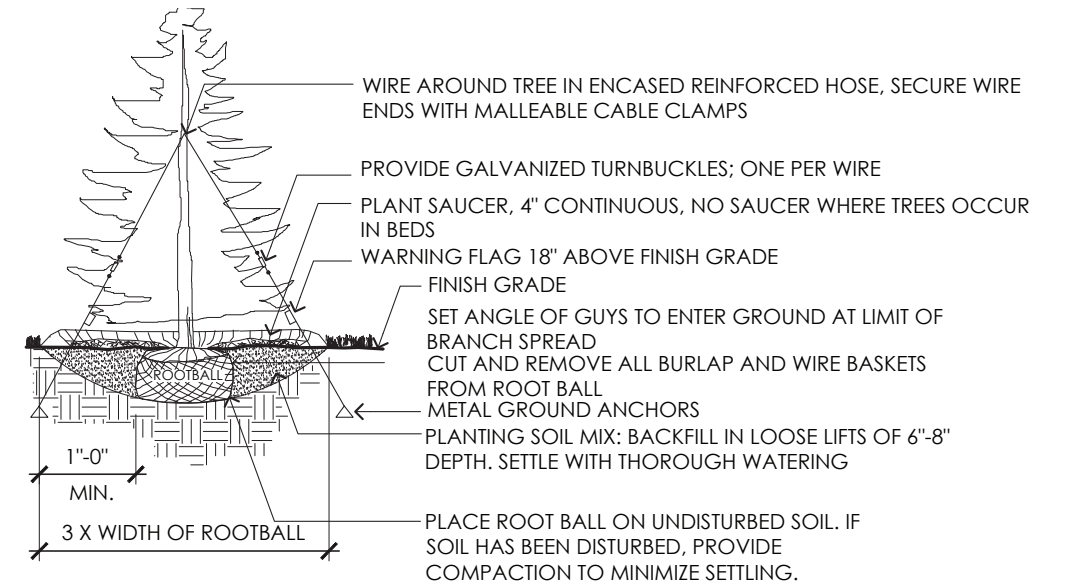 WIRE AROUND TREE IN ENCASED REINFORCED HOSE, SECURE WIRE
ENDS WITH MALLEABLE CABLE CLAMPS
PROVIDE GALVANIZED TURNBUCKLES; ONE PER WIRE
PLANT SAUCER, 4" CONTINUOUS, NO SAUCER WHERE TREES OCCUR
IN BEDS
WARNING FLAG 18" ABOVE FINISH GRADE
FINISH GRADE
SET ANGLE OF GUYS TO ENTER GROUND AT LIMIT OF
BRANCH SPREAD
CUT AND REMOVE ALL BURLAP AND WIRE BASKETS
FROM ROOT BALL
METAL GROUND ANCHORS
PLANTING SOIL MIX: BACKFILL IN LOOSE LIFTS OF 6"-8"
DEPTH. SETTLE WITH THOROUGH WATERING
PLACE ROOT BALL ON UNDISTURBED SOIL. IF
SOIL HAS BEEN DISTURBED, PROVIDE
COMPACTION TO MINIMIZE SETTLING.
ROOTBALL
1"-0"
MIN.
3 X WIDTH OF ROOTBALL